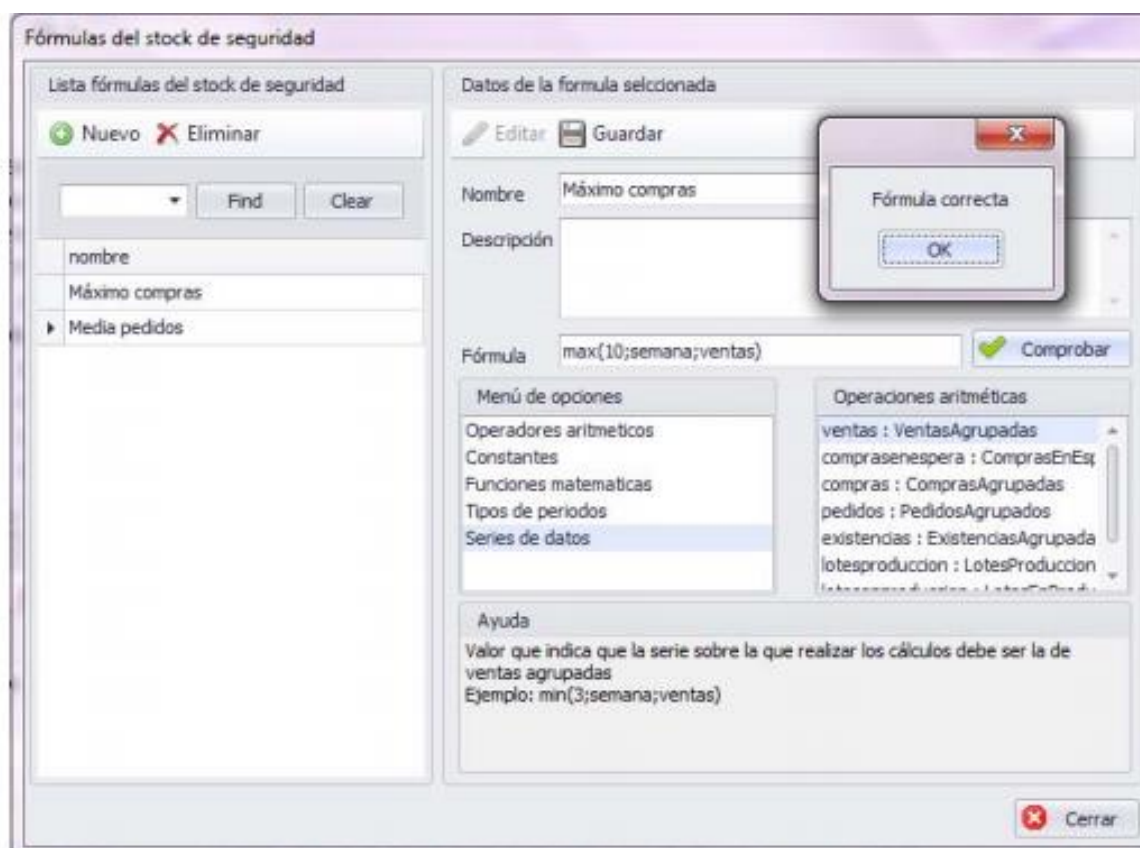 Fórmulas del stock de seguridad
Lista fórmulas del stock de seguridad
Nuevo Eliminar
Find Clear
nombre
Máximo compras
Media pedidos
Datos de la formula selccionada
Editar Guardar
Nombre Máximo compras
Descripción
Fórmula correcta
OK
Fórmula max(10;semana;ventas) Comprobar
Menú de opciones
Operadores aritmeticos
Constantes
Funciones matematicas
Tipos de periodos
Series de datos
Operaciones aritméticas
ventas : VentasAgrupadas
comprasenespera : ComprasEnEsp
compras : ComprasAgrupadas
pedidos : PedidosAgrupados
existencias : ExistenciasAgrupada
lotesproduccion : LotesProduccion
Ayuda
Valor que indica que la serie sobre la que realizar los cálculos debe ser la de
ventas agrupadas
Ejemplo: min(3;semana;ventas)
Cerrar